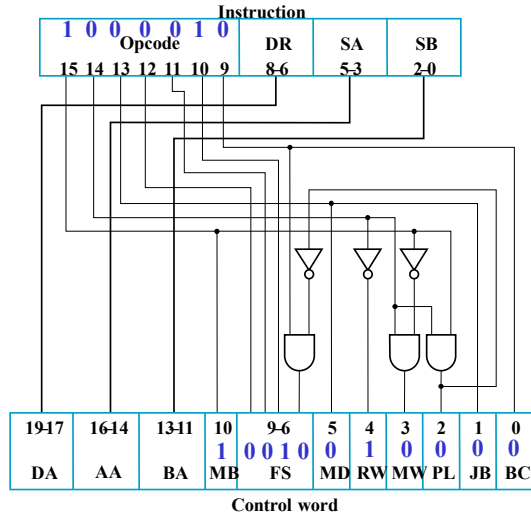 Instruction
1 0 0 0 0 1 0
Opcode DR SA SB
15 14 13 12 11 10 9 8-6 5-3 2-0
19-17 16-14 13-11 10 9-6 5 4 3 2 1 0
1 0 0 1 0 0 1 0 0 0 0
DA AA BA MB FS MD RW MW PL JB BC
Control word